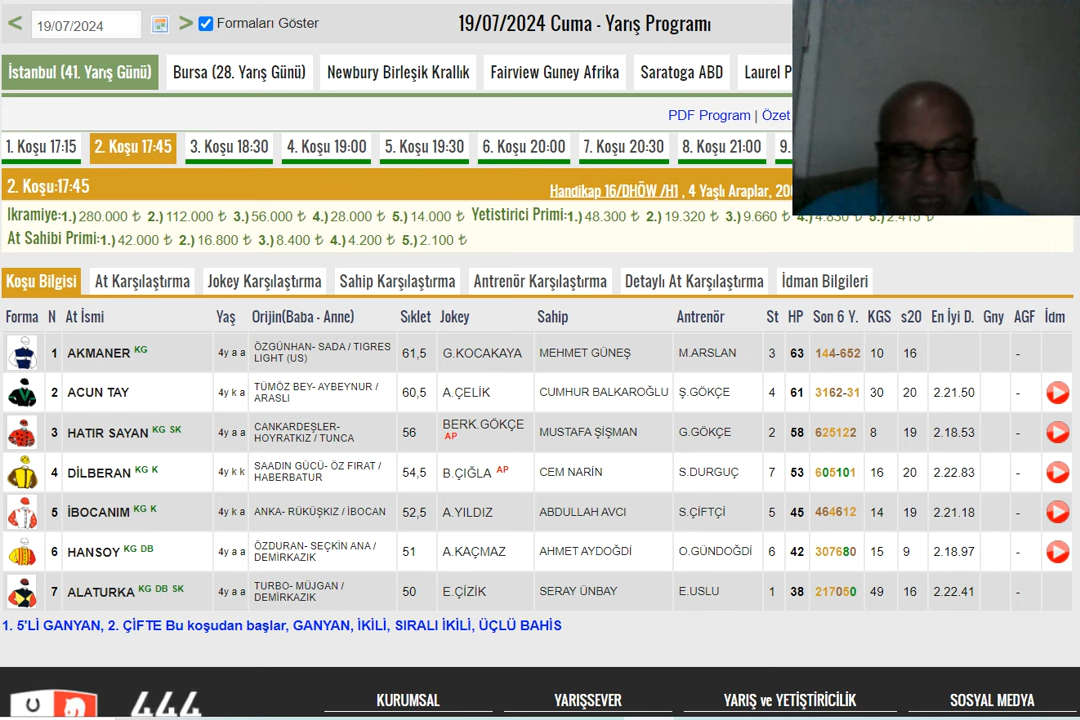 < 19/07/2024 > Formaları Göster 19/07/2024 Cuma - Yarış Programı
İstanbul (41. Yarış Günü) Bursa (28. Yarış Günü) Newbury Birleşik Krallık Fairview Guney Afrika Saratoga ABD Laurel P
PDF Program | Özet
1. Koşu 17:15 2. Koşu 17:45 3. Koşu 18:30 4. Koşu 19:00 5. Koşu 19:30 6. Koşu 20:00 7. Koşu 20:30 8. Koşu 21:00 9.
2. Koşu:17:45 Handikap 16/DHÖW /H1 , 4 Yaşlı Araplar, 20
Ikramiye:1.) 280.000 ₺ 2.) 112.000 ₺ 3.) 56.000 ₺ 4.) 28.000 ₺ 5.) 14.000 ₺ Yetistirici Primi:1.) 48.300 ₺ 2.) 19.320 ₺ 3.) 9.660 ₺ 4.) 4.830 ₺ 5.) 2.415 ₺
At Sahibi Primi:1.) 42.000 ₺ 2.) 16.800 ₺ 3.) 8.400 ₺ 4.) 4.200 ₺ 5.) 2.100 ₺
Koşu Bilgisi At Karşılaştırma Jokey Karşılaştırma Sahip Karşılaştırma Antrenör Karşılaştırma Detaylı At Karşılaştırma İdman Bilgileri
Forma N At İsmi Yaş Orijin(Baba - Anne) Sıklet Jokey Sahip Antrenör St HP Son 6 Y. KGS s20 En İyi D. Gny AGF İdm
1 AKMANER KG 4y a a ÖZGÜNHAN- SADA / TIGRES LIGHT (US) 61,5 G.KOCAKAYA MEHMET GÜNEŞ M.ARSLAN 3 63 144-652 10 16 -
2 ACUN TAY 4y k a TÜMÖZ BEY- AYBEYNUR / ARASLI 60,5 A.ÇELİK CUMHUR BALKAROĞLU Ş.GÖKÇE 4 61 3162-31 30 20 2.21.50 -
3 HATIR SAYAN KG SK 4y a a CANKARDEŞLER- HOYRATKIZ / TUNCA 56 BERK.GÖKÇE AP MUSTAFA ŞİŞMAN G.GÖKÇE 2 58 625122 8 19 2.18.53 -
4 DİLBERAN KG K 4y k k SAADIN GÜCÜ- ÖZ FIRAT / HABERBATUR 54,5 B.ÇIĞLA AP CEM NARİN S.DURGUÇ 7 53 605101 16 20 2.22.83 -
5 İBOCANIM KG K 4y k a ANKA- RÜKÜŞKIZ / İBOCAN 52,5 A.YILDIZ ABDULLAH AVCI S.ÇİFTÇİ 5 45 464612 14 19 2.21.18 -
6 HANSOY KG DB 4y a a ÖZDURAN- SEÇKİN ANA / DEMİRKAZIK 51 A.KAÇMAZ AHMET AYDOĞDİ O.GÜNDOĞDİ 6 42 307680 15 9 2.18.97 -
7 ALATURKA KG DB SK 4y a a TURBO- MÜJGAN / DEMİRKAZIK 50 E.ÇİZİK SERAY ÜNBAY E.USLU 1 38 217050 49 16 2.22.41 -
1. 5'Lİ GANYAN, 2. ÇİFTE Bu koşudan başlar, GANYAN, İKİLİ, SIRALI İKİLİ, ÜÇLÜ BAHİS
444 KURUMSAL YARIŞSEVER YARIŞ ve YETİŞTİRİCİLİK SOSYAL MEDYA